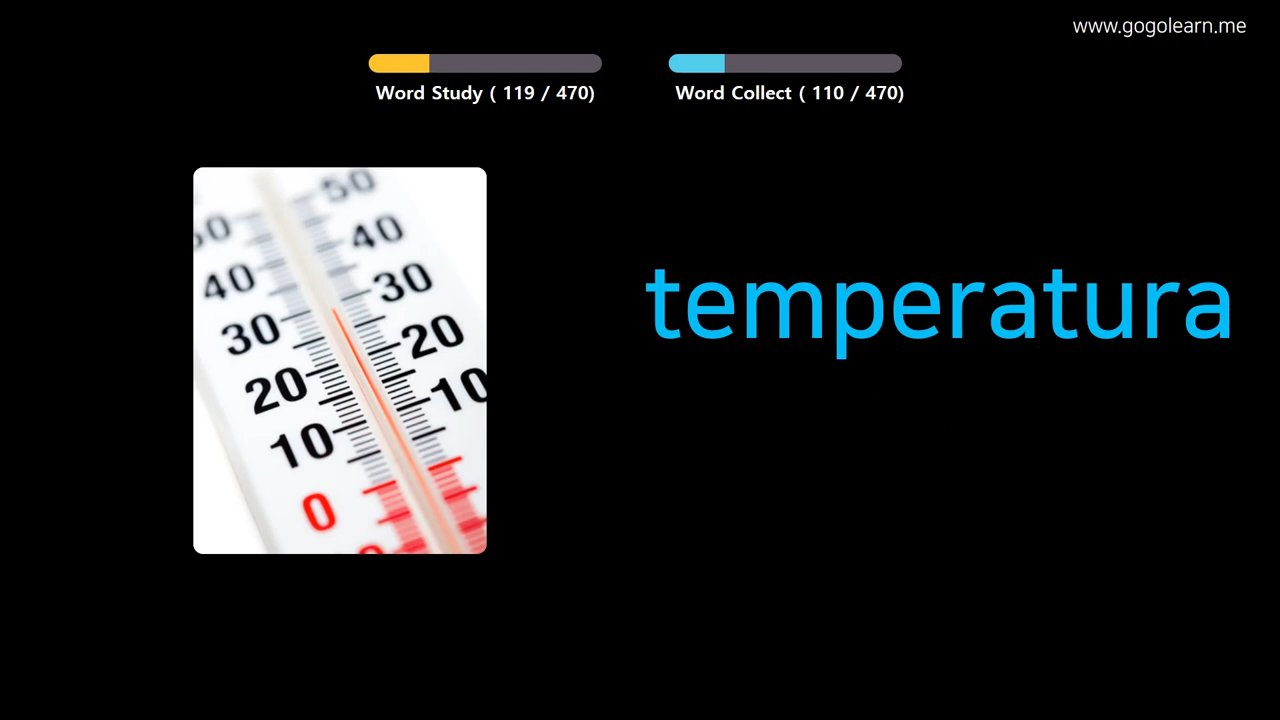 www.gogolearn.me
Word Study ( 119 / 470)
Word Collect ( 110 / 470)
temperatura
50
40
40
30
30
20
20
10
10
0